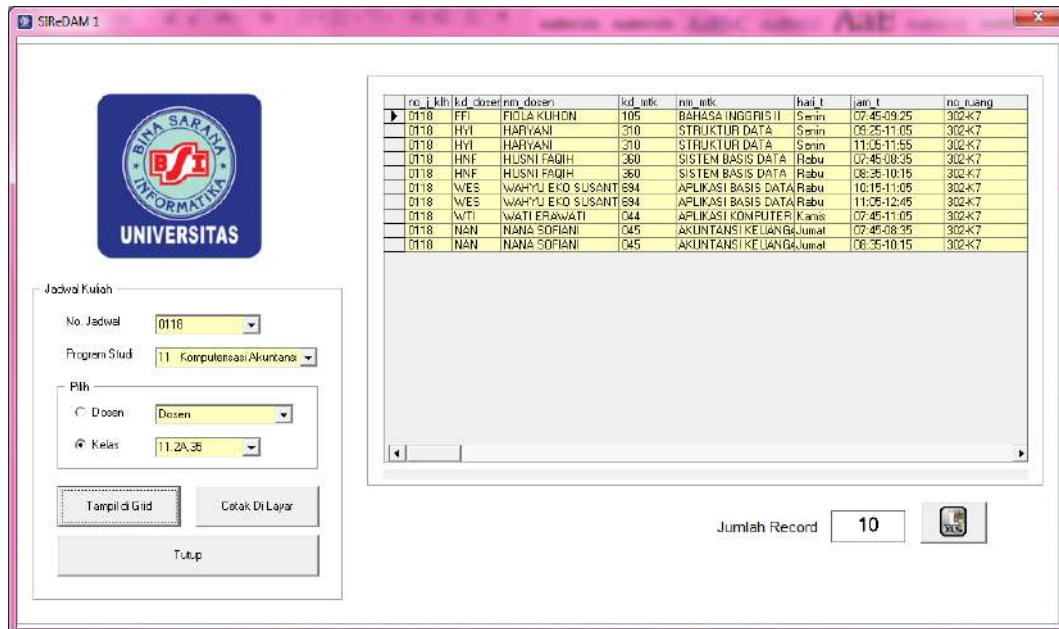 SIReDAM 1
BINA SARANA
BSI
INFORMATIKA
UNIVERSITAS
Jadwal Kuliah
No. Jadwal 0118
Program Studi 11 Komputerisasi Akuntansi
Pilih
Dosen Dosen
Kelas 11.2A.35
Tampil di Grid Cetak Di Layar
Tutup
no_j_klh kd_dosen nm_dosen kd_mtk nm_mtk hari_t jam_t no_ruang
0118 FFI FIOLA KUHON 105 BAHASA INGGRIS II Senin 07:45-09:25 302-K7
0118 HYI HARYANI 310 STRUKTUR DATA Senin 09:25-11:05 302-K7
0118 HYI HARYANI 310 STRUKTUR DATA Senin 11:05-11:55 302-K7
0118 HNF HUSNI FAQIH 360 SISTEM BASIS DATA Rabu 07:45-08:35 302-K7
0118 HNF HUSNI FAQIH 360 SISTEM BASIS DATA Rabu 08:35-10:15 302-K7
0118 WES WAHYU EKO SUSANT 694 APLIKASI BASIS DATA Rabu 10:15-11:05 302-K7
0118 WES WAHYU EKO SUSANT 694 APLIKASI BASIS DATA Rabu 11:05-12:45 302-K7
0118 WTI WATI ERAWATI 044 APLIKASI KOMPUTER Kamis 07:45-11:05 302-K7
0118 NAN NANA SOFIANI 045 AKUNTANSI KEUANGA Jumat 07:45-08:35 302-K7
0118 NAN NANA SOFIANI 045 AKUNTANSI KEUANGA Jumat 08:35-10:15 302-K7
Jumlah Record 10